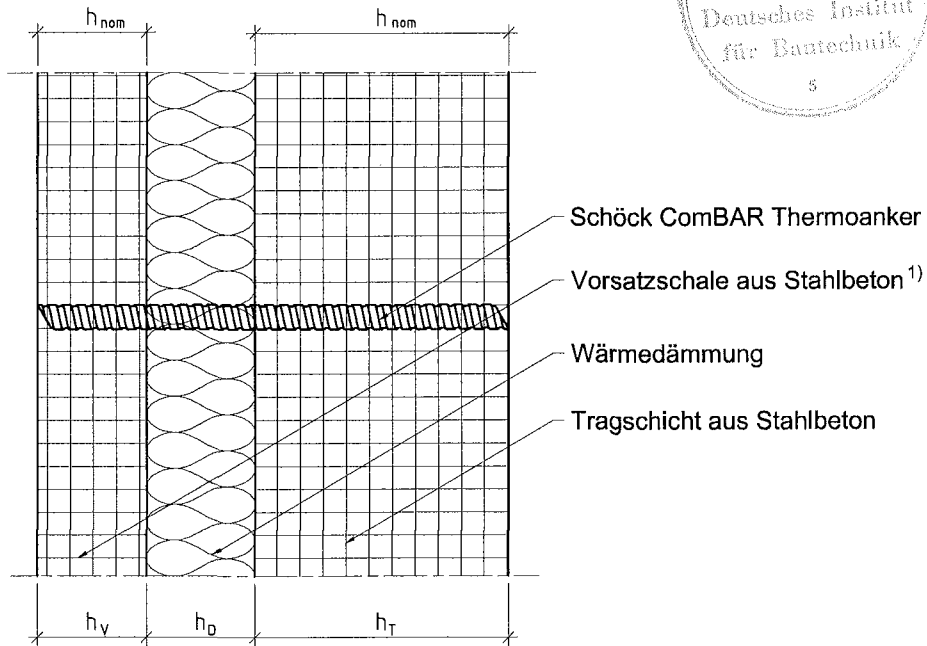 h nom
h nom
Deutsches Institut
für Bautechnik
5
Schöck ComBAR Thermoanker
Vorsatzschale aus Stahlbeton 1)
Wärmedämmung
Tragschicht aus Stahlbeton
h V
h D
h T